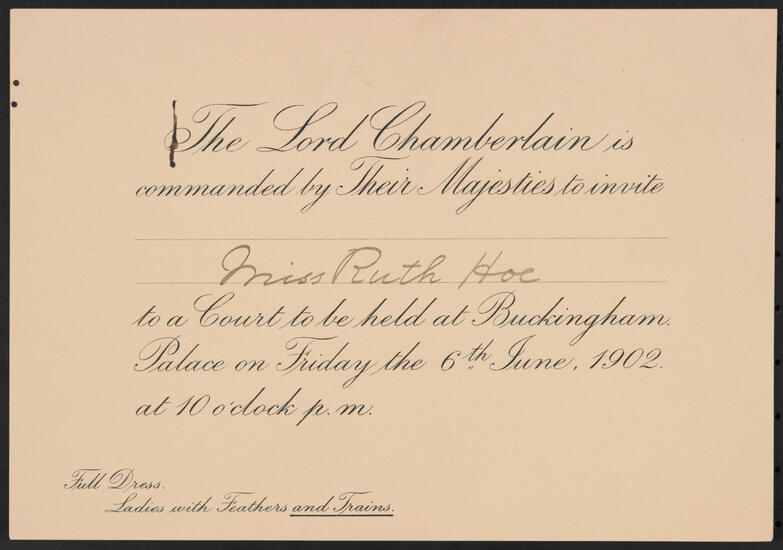 The Lord Chamberlain is
commanded by Their Majesties to invite
Miss Ruth Hoe
to a Court to be held at Buckingham
Palace on Friday the 6th June, 1902.
at 10 o'clock p.m.
Full Dress.
Ladies with Feathers and Trains.